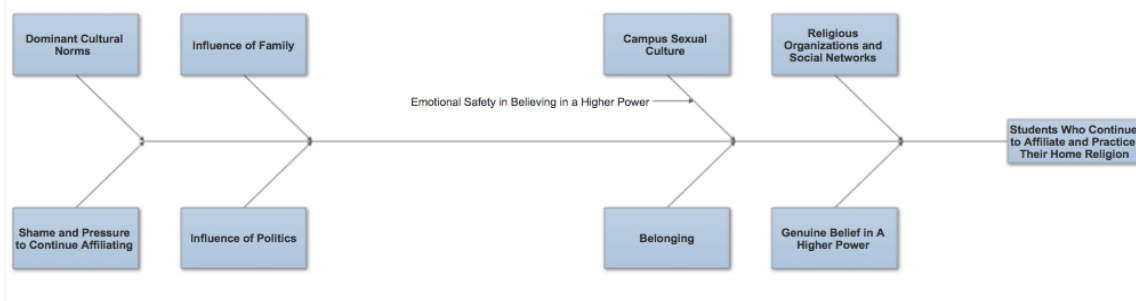 Dominant Cultural
Norms
Influence of Family
Campus Sexual
Culture
Religious
Organizations and
Social Networks
Emotional Safety in Believing in a Higher Power
Students Who Continue
to Affiliate and Practice
Their Home Religion
Shame and Pressure
to Continue Affiliating
Influence of Politics
Belonging
Genuine Belief in A
Higher Power